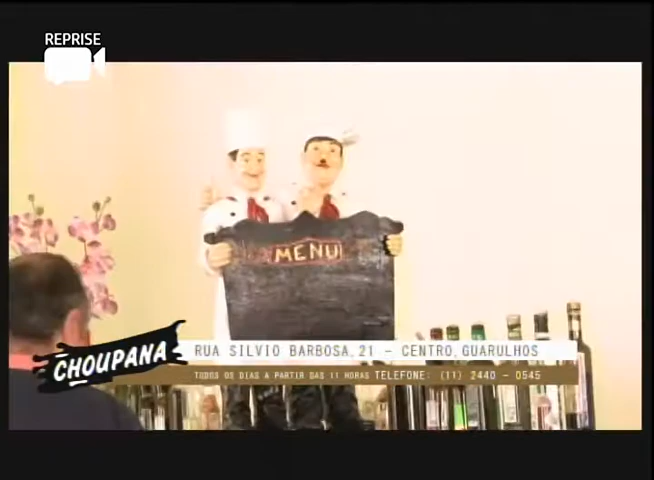 REPRISE
MENU
CHOUPANA
RUA SILVIO BARBOSA, 21 - CENTRO, GUARULHOS
TODOS OS DIAS A PARTIR DAS 11 HORAS TELEFONE: (11) 2440 - 0545